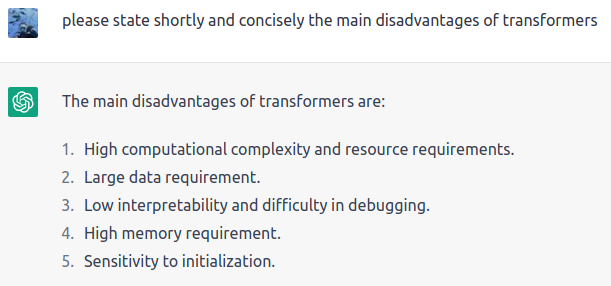 please state shortly and concisely the main disadvantages of transformers
The main disadvantages of transformers are:
1. High computational complexity and resource requirements.
2. Large data requirement.
3. Low interpretability and difficulty in debugging.
4. High memory requirement.
5. Sensitivity to initialization.